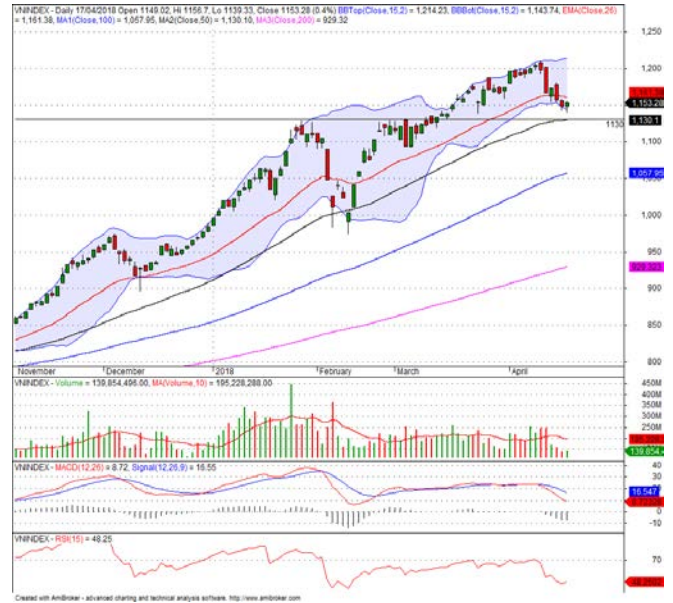 VNINDEX - Daily 17/04/2018 Open 1149.02, Hi 1156.7, Lo 1139.33, Close 1153.28 (0.4%) BBTop(Close,15,2) = 1,214.23, BBBot(Close,15,2) = 1,143.74, EMA(Close,26)
= 1,161.38, MA1(Close,100) = 1,057.95, MA2(Close,50) = 1,130.10, MA3(Close,200) = 929.32
1,250
1,200
1,153.28
1,130.1
1130
1,100
1,057.95
1,000
950
929.323
900
850
800
November December 2018 February March April
VNINDEX - Volume = 139,854,496.00, MA(Volume,10) = 195,228,288.00
450M
400M
350M
300M
250M
139,854,4
VNINDEX - MACD(12,26) = 8.72, Signal(12,26,9) = 16.55
40
30
16.547
-10
VNINDEX - RSI(15) = 48.25
70
Created with AmiBroker - advanced charting and technical analysis software. http://www.amibroker.com